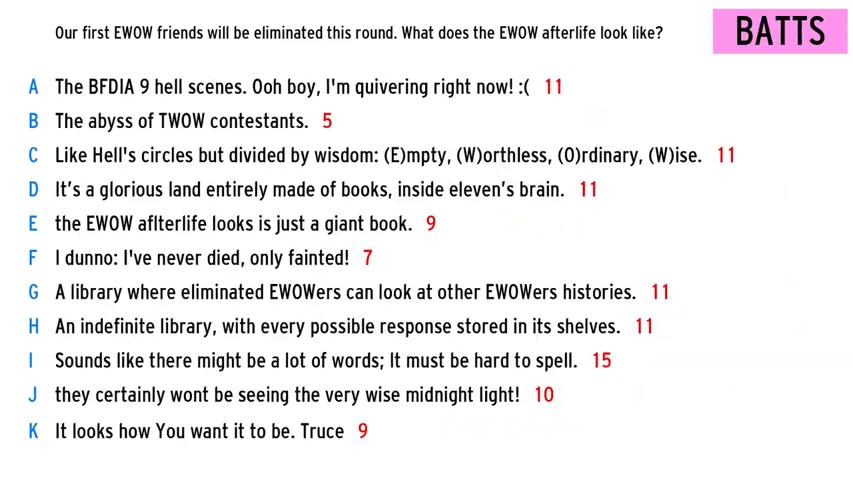 Our first EWOW friends will be eliminated this round. What does the EWOW afterlife look like?
BATTS
A The BFDIA 9 hell scenes. Ooh boy, I'm quivering right now! :( 11
B The abyss of TWOW contestants. 5
C Like Hell's circles but divided by wisdom: (E)mpty, (W)orthless, (O)rdinary, (W)ise. 11
D It's a glorious land entirely made of books, inside eleven's brain. 11
E the EWOW aflterlife looks is just a giant book. 9
F I dunno: I've never died, only fainted! 7
G A library where eliminated EWOWers can look at other EWOWers histories. 11
H An indefinite library, with every possible response stored in its shelves. 11
I Sounds like there might be a lot of words; It must be hard to spell. 15
J they certainly wont be seeing the very wise midnight light! 10
K It looks how You want it to be. Truce 9